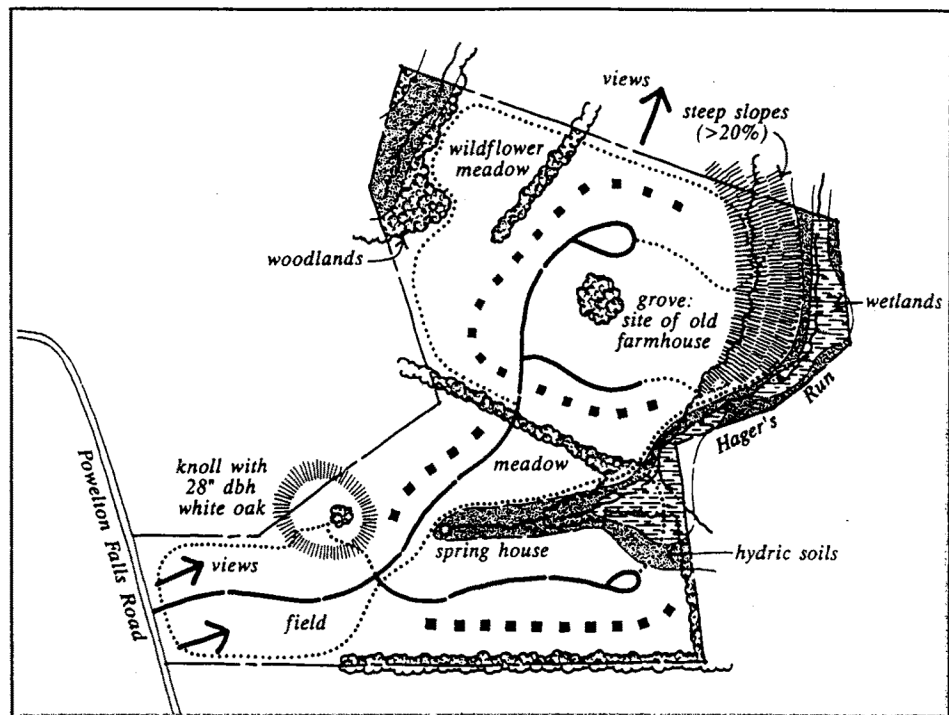 views
steep slopes
(>20%)
wildflower
meadow
woodlands
wetlands
grove:
site of old
farmhouse
Hager's Run
meadow
knoll with
28" dbh
white oak
Powelton Falls Road
spring house
hydric soils
views
field